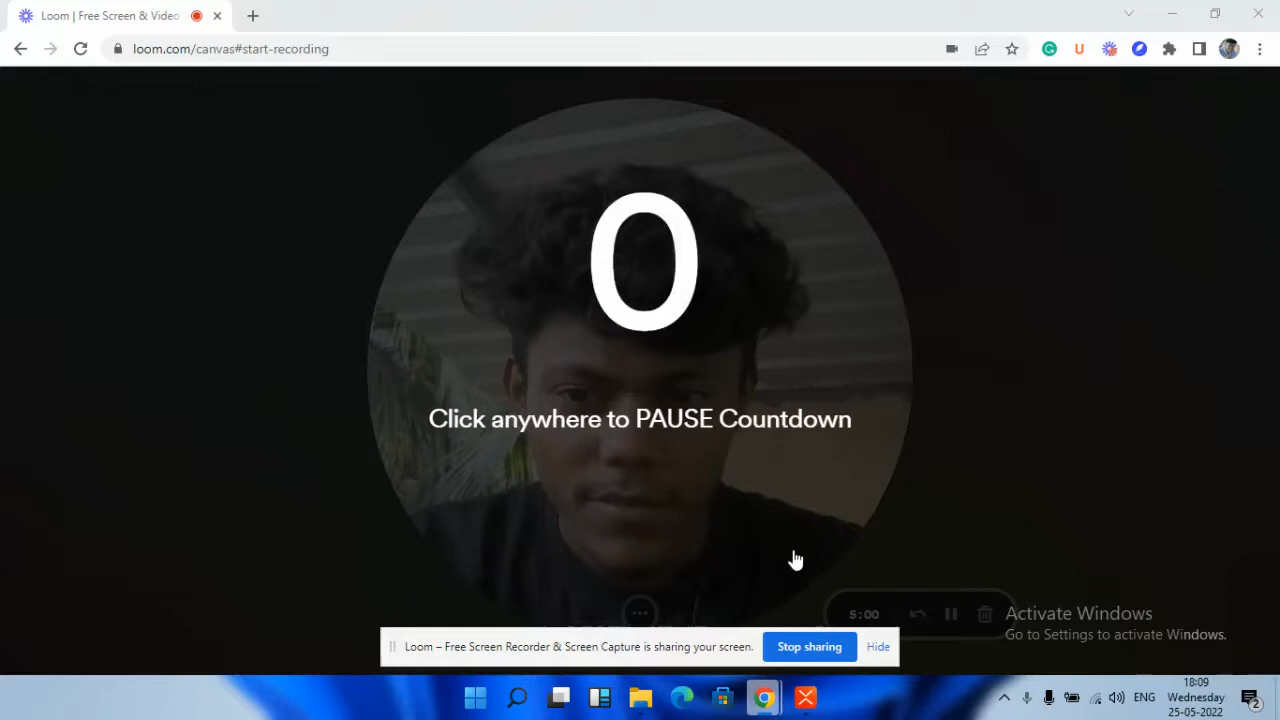 Loom | Free Screen & Video
loom.com/canvas#start-recording
0
Click anywhere to PAUSE Countdown
5:00
Activate Windows
Go to Settings to activate Windows.
Loom – Free Screen Recorder & Screen Capture is sharing your screen.
Stop sharing
Hide
ENG
18:09
Wednesday
25-05-2022
2